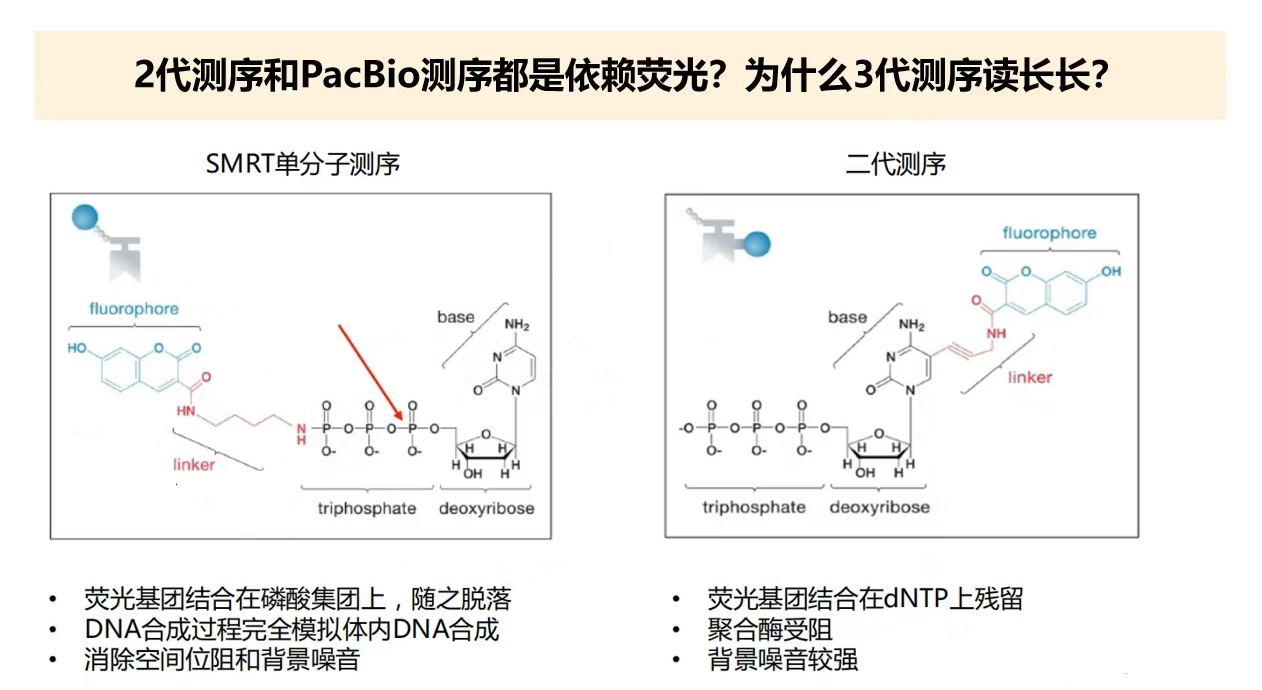 2代测序和PacBio测序都是依赖荧光？为什么3代测序读长长？
SMRT单分子测序
fluorophore
HO
O
O
O
HN
linker
N
H
O
O
O
P
O
P
O
P
O
O-
O-
O-
base
NH₂
N
O
N
O
H
H
H
H
OH
H
triphosphate
deoxyribose
• 荧光基团结合在磷酸集团上，随之脱落
• DNA合成过程完全模拟体内DNA合成
• 消除空间位阻和背景噪音
二代测序
fluorophore
O
O
OH
O
NH
linker
base
NH₂
N
O
N
O
O
O
-O
P
O
P
O
P
O
O-
O-
O-
O
H
H
H
H
OH
H
triphosphate
deoxyribose
• 荧光基团结合在dNTP上残留
• 聚合酶受阻
• 背景噪音较强